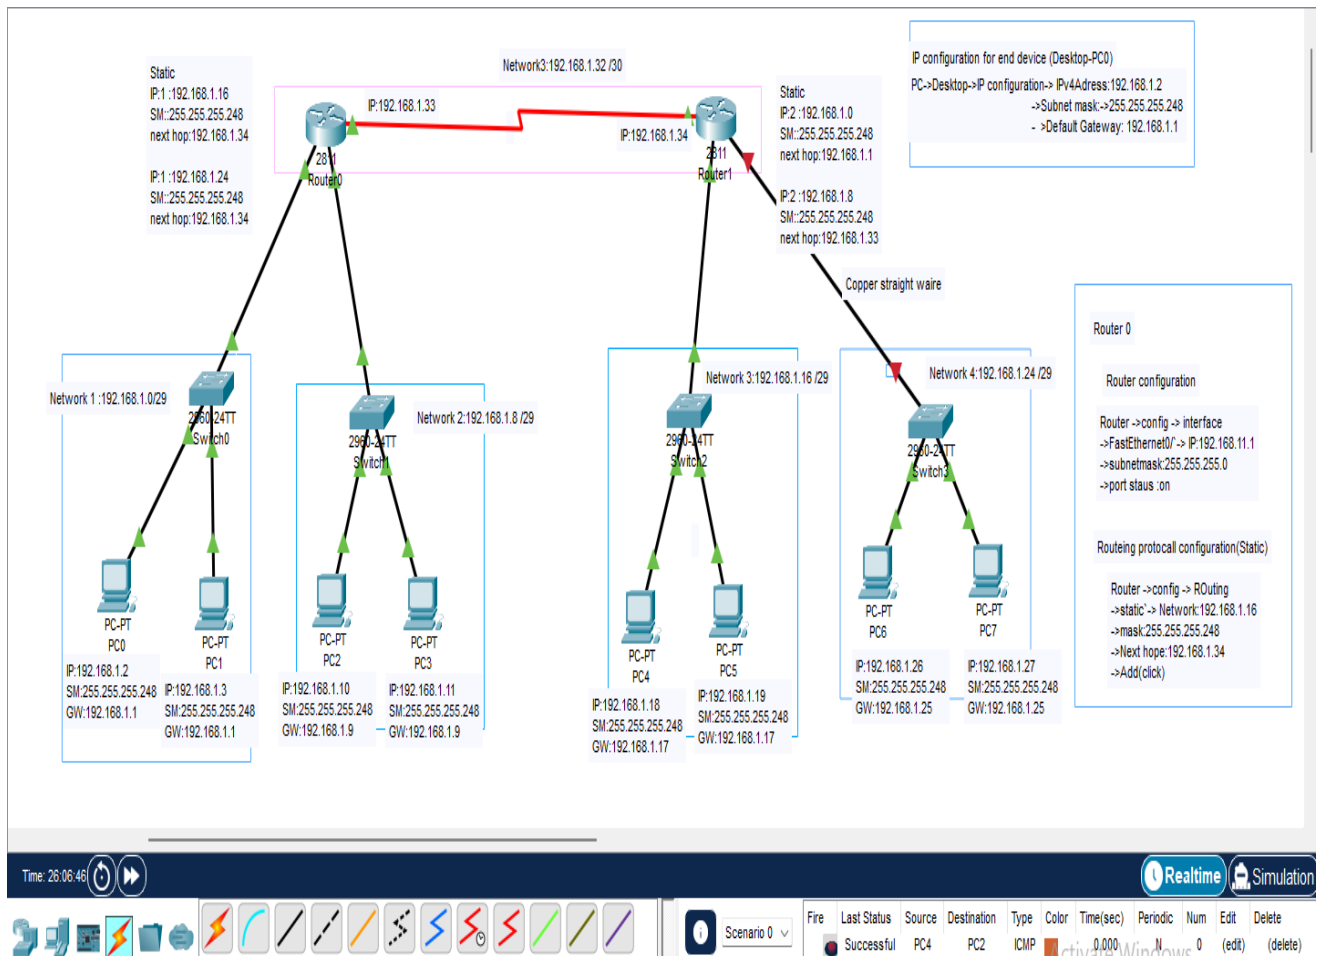 Network3:192.168.1.32 /30
Static
IP:1 :192.168.1.16
SM::255.255.255.248
next hop:192.168.1.34
IP:1 :192.168.1.24
SM::255.255.255.248
next hop:192.168.1.34
IP:192.168.1.33
IP:192.168.1.34
2811
Router0
2811
Router1
Static
IP:2 :192.168.1.0
SM::255.255.255.248
next hop:192.168.1.1
IP:2 :192.168.1.8
SM::255.255.255.248
next hop:192.168.1.33
IP configuration for end device (Desktop-PC0)
PC->Desktop->IP configuration-> IPv4Adress:192.168.1.2
->Subnet mask:->255.255.255.248
- >Default Gateway: 192.168.1.1
Copper straight waire
Router 0
Router configuration
Router ->config -> interface
->FastEthernet0/`-> IP:192.168.11.1
->subnetmask:255.255.255.0
->port staus :on
Routeing protocall configuration(Static)
Router ->config -> ROuting
->static`-> Network:192.168.1.16
->mask:255.255.255.248
->Next hope:192.168.1.34
->Add(click)
Network 1 :192.168.1.0/29
2960-24TT
Switch0
Network 2:192.168.1.8 /29
2960-24TT
Switch1
Network 3:192.168.1.16 /29
2960-24TT
Switch2
Network 4:192.168.1.24 /29
2960-24TT
Switch3
PC-PT
PC0
IP:192.168.1.2
SM:255.255.255.248
GW:192.168.1.1
PC-PT
PC1
IP:192.168.1.3
SM:255.255.255.248
GW:192.168.1.1
PC-PT
PC2
IP:192.168.1.10
SM:255.255.255.248
GW:192.168.1.9
PC-PT
PC3
IP:192.168.1.11
SM:255.255.255.248
GW:192.168.1.9
PC-PT
PC4
IP:192.168.1.18
SM:255.255.255.248
GW:192.168.1.17
PC-PT
PC5
IP:192.168.1.19
SM:255.255.255.248
GW:192.168.1.17
PC-PT
PC6
IP:192.168.1.26
SM:255.255.255.248
GW:192.168.1.25
PC-PT
PC7
IP:192.168.1.27
SM:255.255.255.248
GW:192.168.1.25
Time: 26:06:46
Realtime
Simulation
Scenario 0
Fire Last Status Source Destination Type Color Time(sec) Periodic Num Edit Delete
Successful PC4 PC2 ICMP 0.000 N 0 (edit) (delete)
Activate Windows